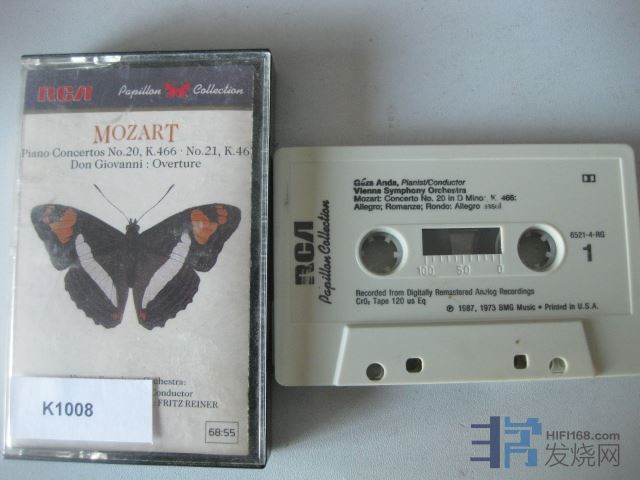 RCA Papillon Collection
MOZART
Piano Concertos No.20, K.466 · No.21, K.46
Don Giovanni : Overture
FRITZ REINER
K1008
68:55
Géza Anda, Pianist/Conductor
Vienna Symphony Orchestra
Mozart: Concerto No. 20 in D Minor, K. 466:
Allegro; Romanze; Rondo: Allegro assai
RCA
Papillon Collection
6521-4-RG
1
100 50 0
Recorded from Digitally Remastered Analog Recordings
CrO₂ Tape 120 us Eq
℗ 1987, 1973 BMG Music • Printed in U.S.A.
HIFI168.com
发烧网